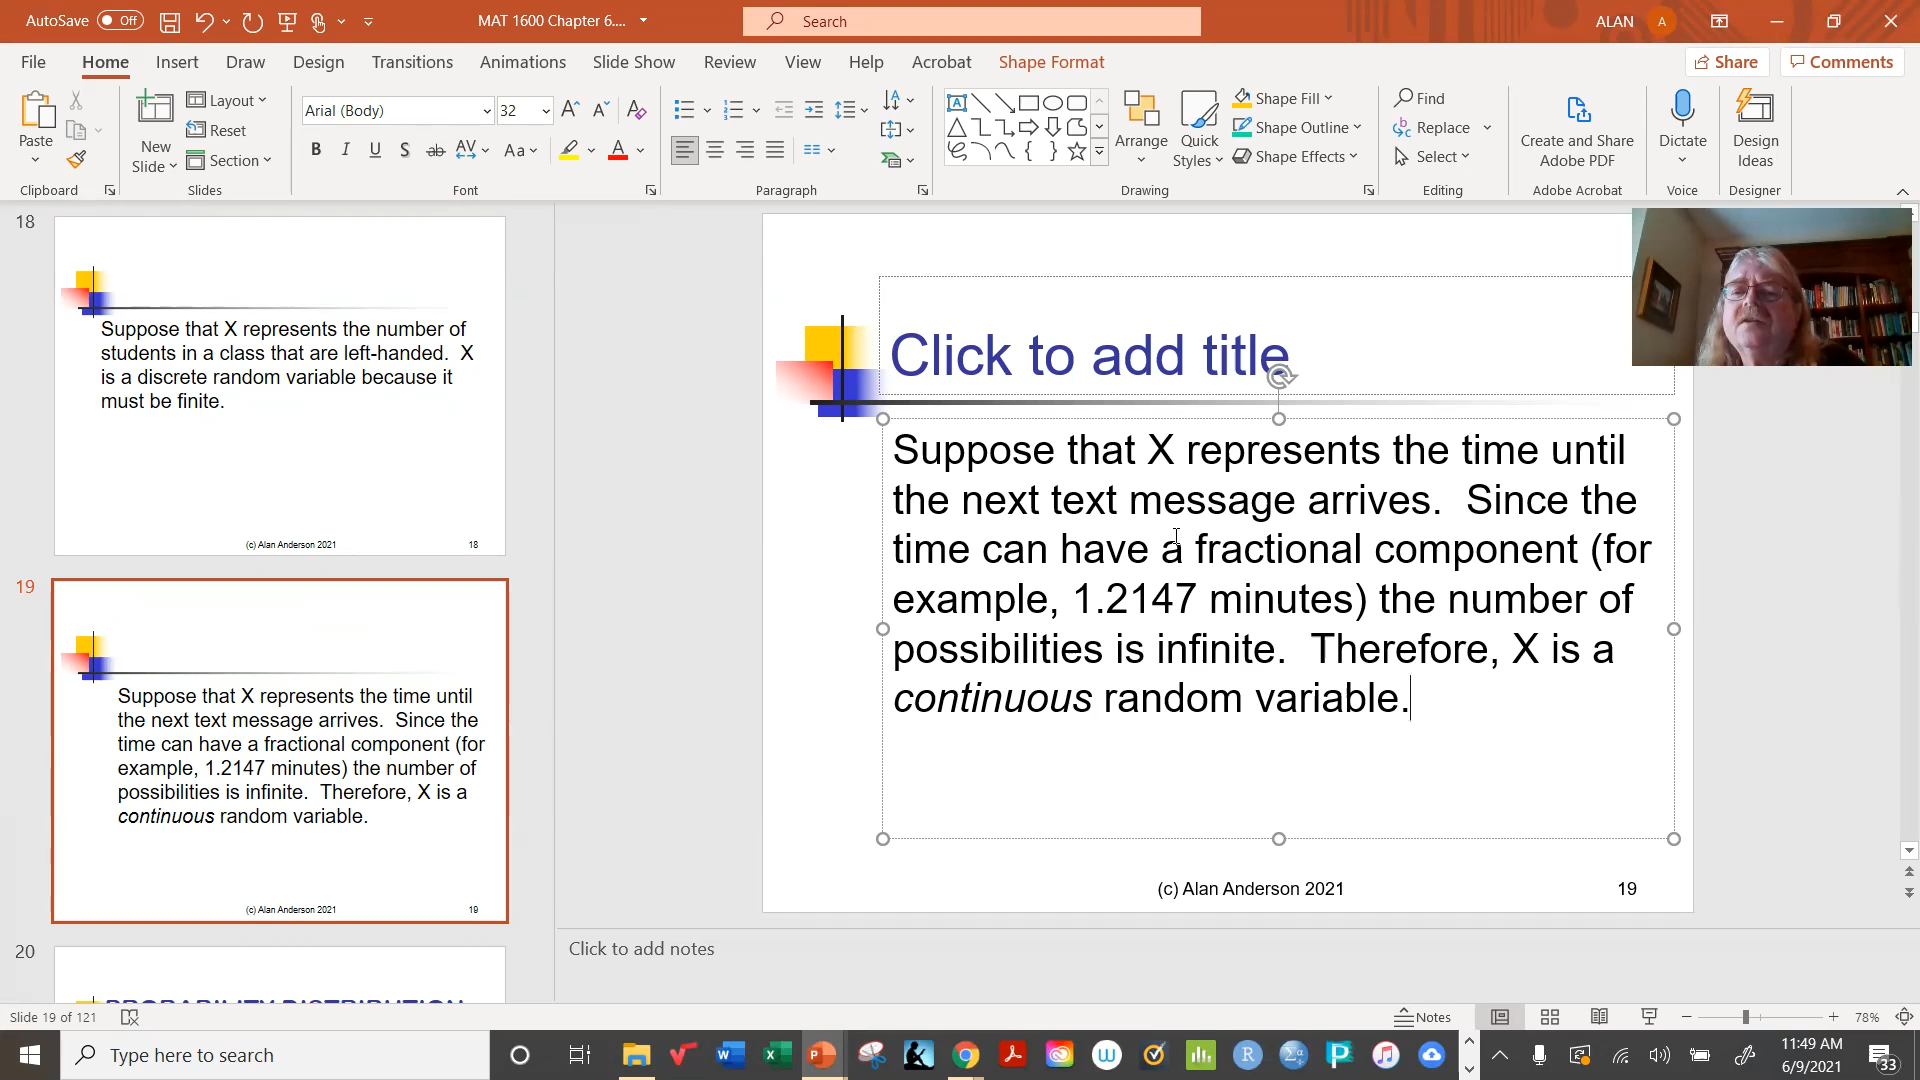 AutoSave Off MAT 1600 Chapter 6.... Search ALAN A
File Home Insert Draw Design Transitions Animations Slide Show Review View Help Acrobat Shape Format Share Comments
Paste
New Slide
Layout
Reset
Section
Arial (Body) 32
B I U S ab AV Aa A
Arrange
Quick Styles
Shape Fill
Shape Outline
Shape Effects
Find
Replace
Select
Create and Share Adobe PDF
Dictate
Design Ideas
Clipboard Slides Font Paragraph Drawing Editing Adobe Acrobat Voice Designer
18
Suppose that X represents the number of
students in a class that are left-handed. X
is a discrete random variable because it
must be finite.
(c) Alan Anderson 2021 18
19
Suppose that X represents the time until
the next text message arrives. Since the
time can have a fractional component (for
example, 1.2147 minutes) the number of
possibilities is infinite. Therefore, X is a
continuous random variable.
(c) Alan Anderson 2021 19
20
PROBABILITY DISTRIBUTION
Click to add title
Suppose that X represents the time until
the next text message arrives. Since the
time can have a fractional component (for
example, 1.2147 minutes) the number of
possibilities is infinite. Therefore, X is a
continuous random variable.
(c) Alan Anderson 2021 19
Click to add notes
Slide 19 of 121 Notes 78%
Type here to search
11:49 AM
6/9/2021
33